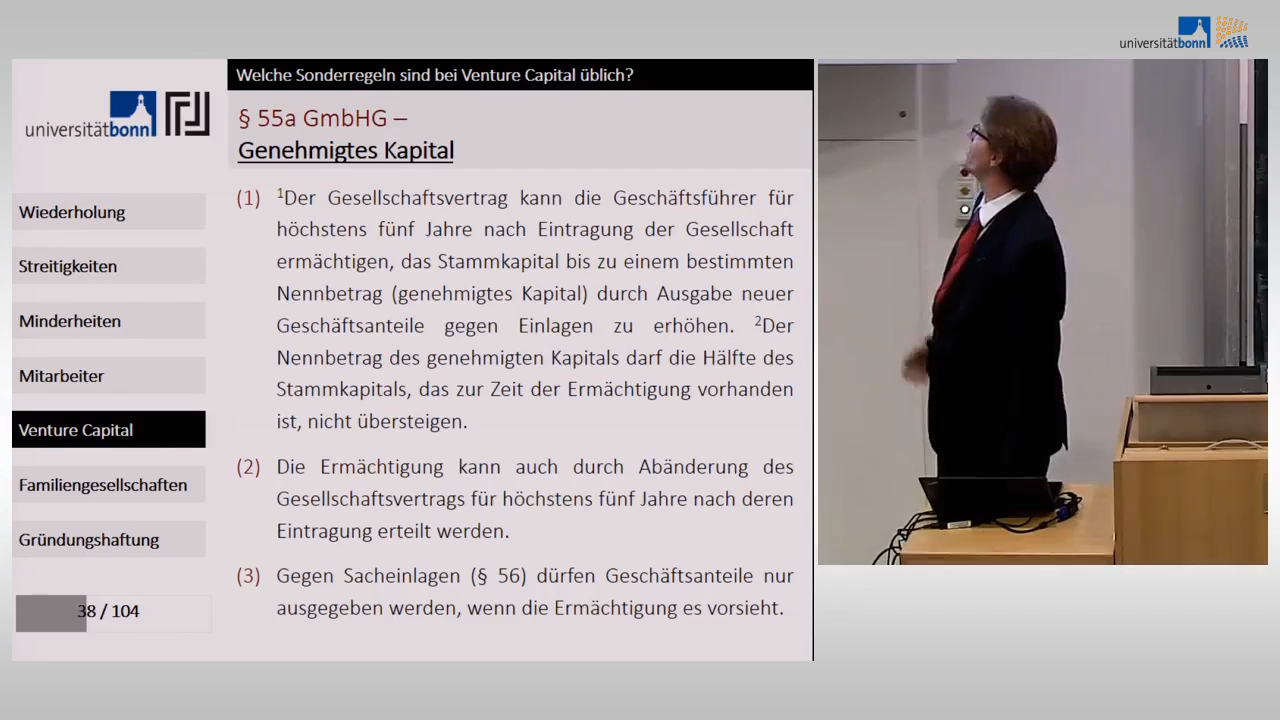 universitätbonn
Welche Sonderregeln sind bei Venture Capital üblich?
universitätbonn
§ 55a GmbHG –
Genehmigtes Kapital
Wiederholung
Streitigkeiten
Minderheiten
Mitarbeiter
Venture Capital
Familiengesellschaften
Gründungshaftung
38 / 104
(1) ¹Der Gesellschaftsvertrag kann die Geschäftsführer für
höchstens fünf Jahre nach Eintragung der Gesellschaft
ermächtigen, das Stammkapital bis zu einem bestimmten
Nennbetrag (genehmigtes Kapital) durch Ausgabe neuer
Geschäftsanteile gegen Einlagen zu erhöhen. ²Der
Nennbetrag des genehmigten Kapitals darf die Hälfte des
Stammkapitals, das zur Zeit der Ermächtigung vorhanden
ist, nicht übersteigen.
(2) Die Ermächtigung kann auch durch Abänderung des
Gesellschaftsvertrags für höchstens fünf Jahre nach deren
Eintragung erteilt werden.
(3) Gegen Sacheinlagen (§ 56) dürfen Geschäftsanteile nur
ausgegeben werden, wenn die Ermächtigung es vorsieht.